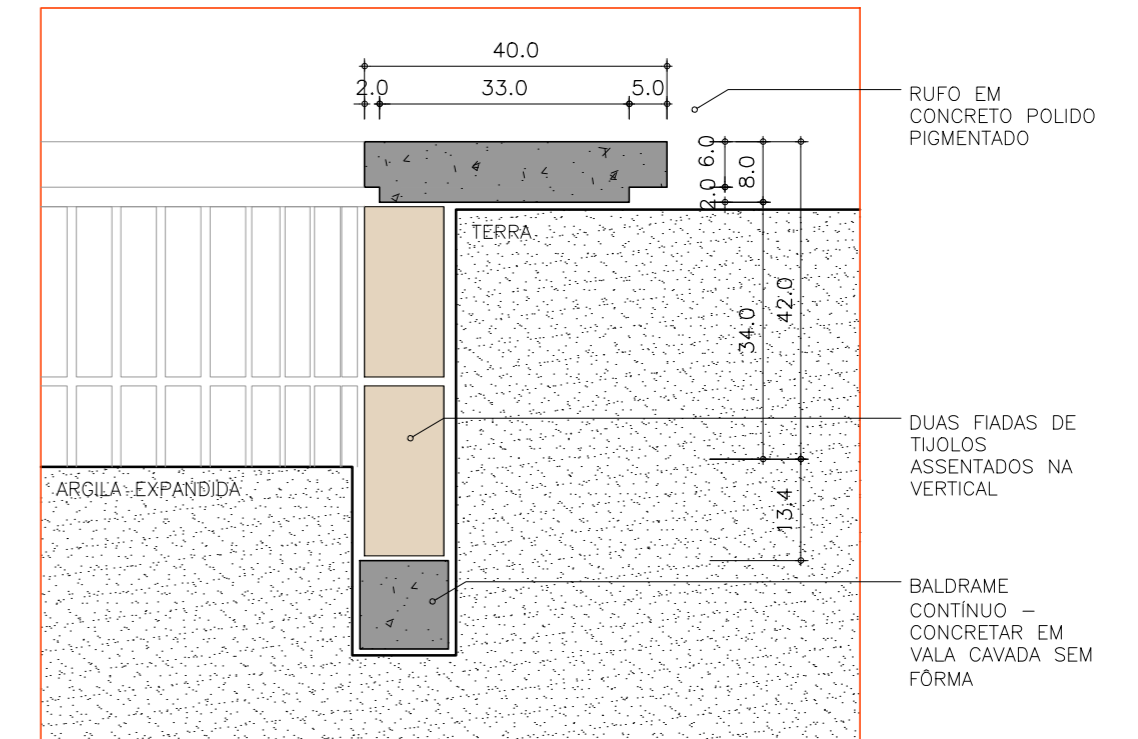 40.0
2.0 33.0 5.0
RUFO EM
CONCRETO POLIDO
PIGMENTADO
6.0
2.0
8.0
TERRA
42.0
34.0
DUAS FIADAS DE
TIJOLOS
ASSENTADOS NA
VERTICAL
ARGILA EXPANDIDA
13.4
BALDRAME
CONTÍNUO –
CONCRETAR EM
VALA CAVADA SEM
FÔRMA